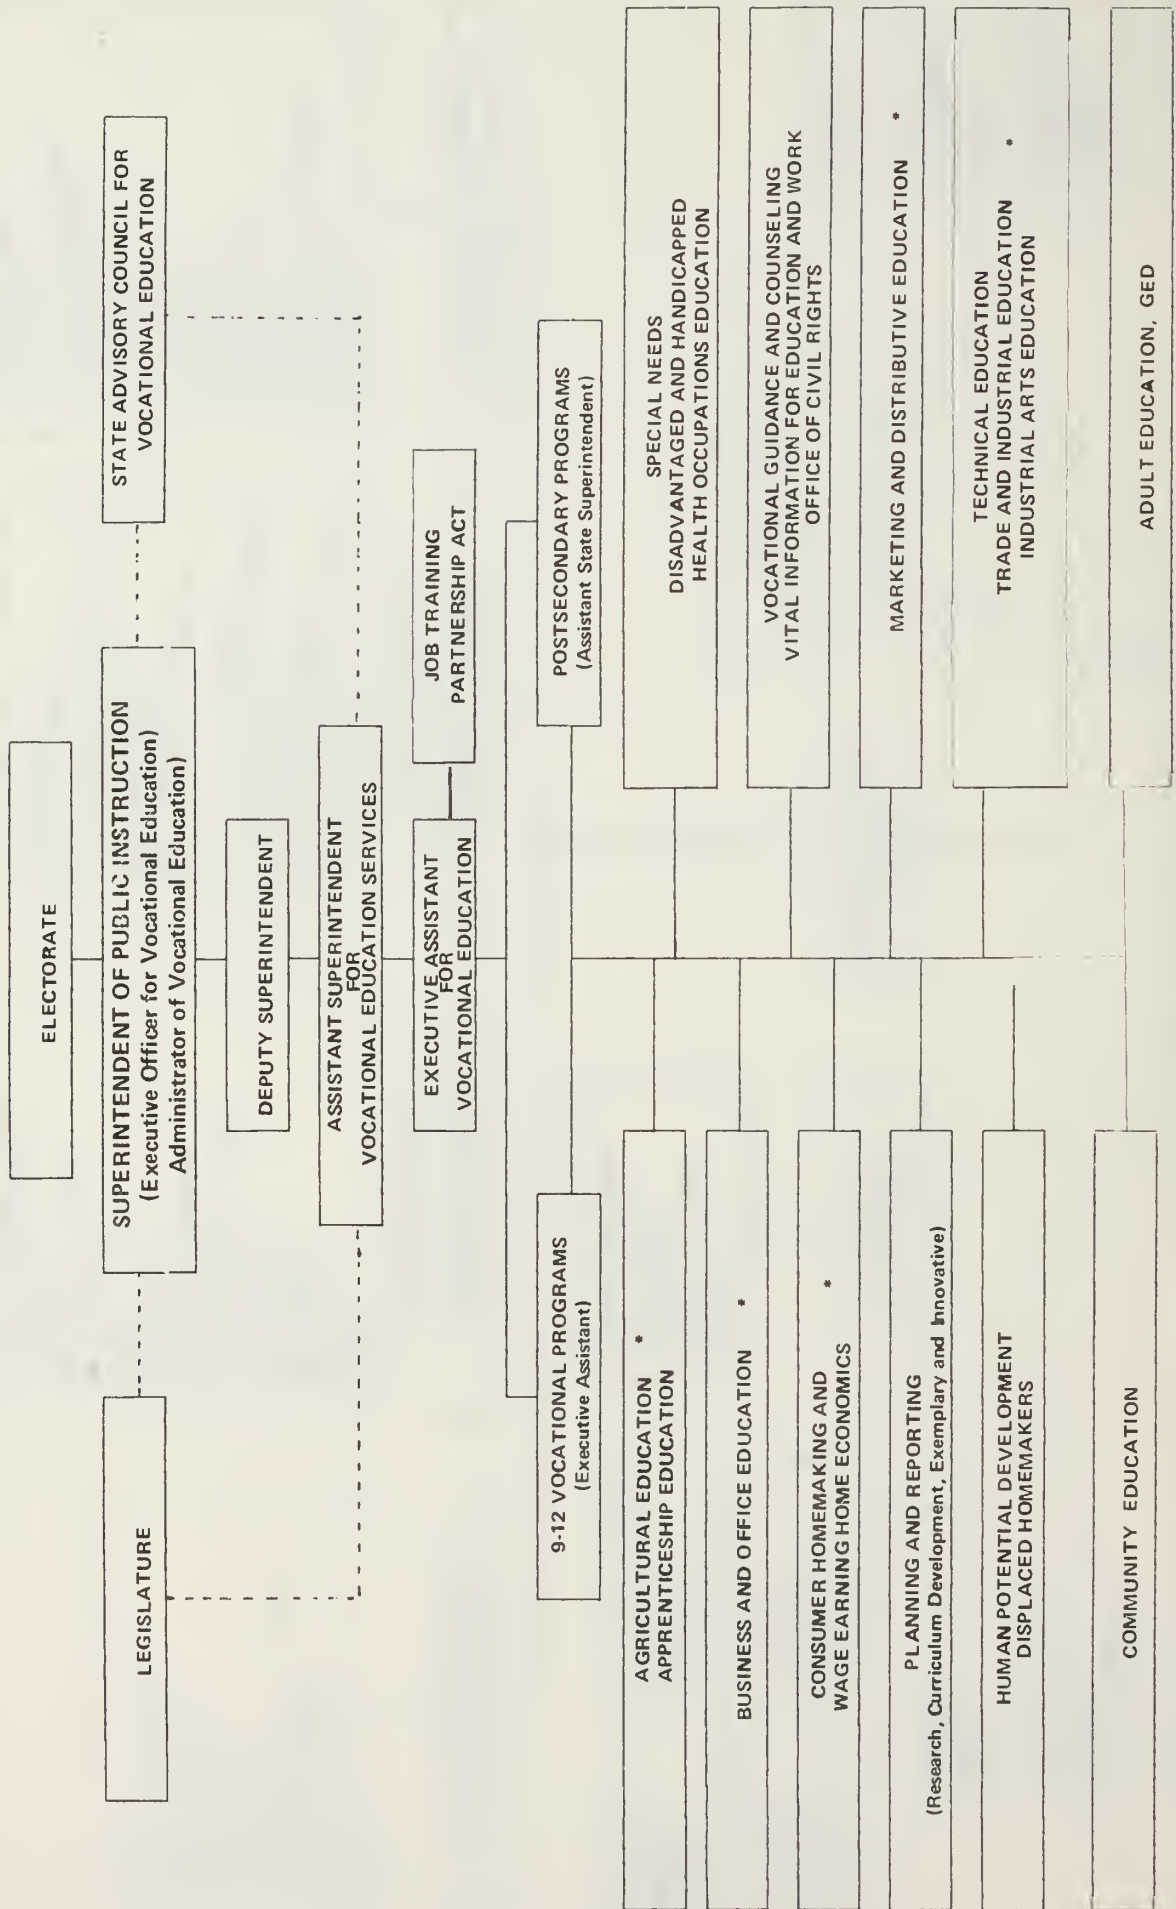 ELECTORATE
LEGISLATURE
SUPERINTENDENT OF PUBLIC INSTRUCTION
(Executive Officer for Vocational Education)
Administrator of Vocational Education)
STATE ADVISORY COUNCIL FOR
VOCATIONAL EDUCATION
DEPUTY SUPERINTENDENT
ASSISTANT SUPERINTENDENT
FOR
VOCATIONAL EDUCATION SERVICES
EXECUTIVE ASSISTANT
FOR
VOCATIONAL EDUCATION
JOB TRAINING
PARTNERSHIP ACT
9-12 VOCATIONAL PROGRAMS
(Executive Assistant)
POSTSECONDARY PROGRAMS
(Assistant State Superintendent)
AGRICULTURAL EDUCATION *
APPRENTICESHIP EDUCATION
BUSINESS AND OFFICE EDUCATION *
CONSUMER HOMEMAKING AND *
WAGE EARNING HOME ECONOMICS
PLANNING AND REPORTING
(Research, Curriculum Development, Exemplary and Innovative)
HUMAN POTENTIAL DEVELOPMENT
DISPLACED HOMEMAKERS
COMMUNITY EDUCATION
SPECIAL NEEDS
DISADVANTAGED AND HANDICAPPED
HEALTH OCCUPATIONS EDUCATION
VOCATIONAL GUIDANCE AND COUNSELING
VITAL INFORMATION FOR EDUCATION AND WORK
OFFICE OF CIVIL RIGHTS
MARKETING AND DISTRIBUTIVE EDUCATION *
TECHNICAL EDUCATION
TRADE AND INDUSTRIAL EDUCATION *
INDUSTRIAL ARTS EDUCATION
ADULT EDUCATION, GED